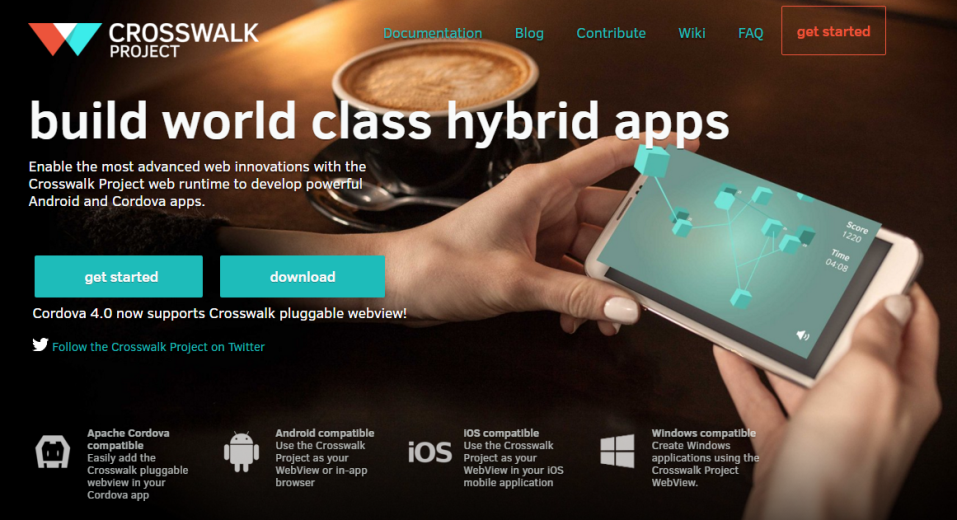 CROSSWALK
PROJECT
Documentation
Blog
Contribute
Wiki
FAQ
get started
build world class hybrid apps
Enable the most advanced web innovations with the
Crosswalk Project web runtime to develop powerful
Android and Cordova apps.
Score
1220
Time
04:08
get started
download
Cordova 4.0 now supports Crosswalk pluggable webview!
Follow the Crosswalk Project on Twitter
Apache Cordova
compatible
Easily add the
Crosswalk pluggable
webview in your
Cordova app
Android compatible
Use the Crosswalk
Project as your
WebView or in-app
browser
iOS
iOS compatible
Use the Crosswalk
Project as your
WebView in your iOS
mobile application
Windows compatible
Create Windows
applications using the
Crosswalk Project
WebView.